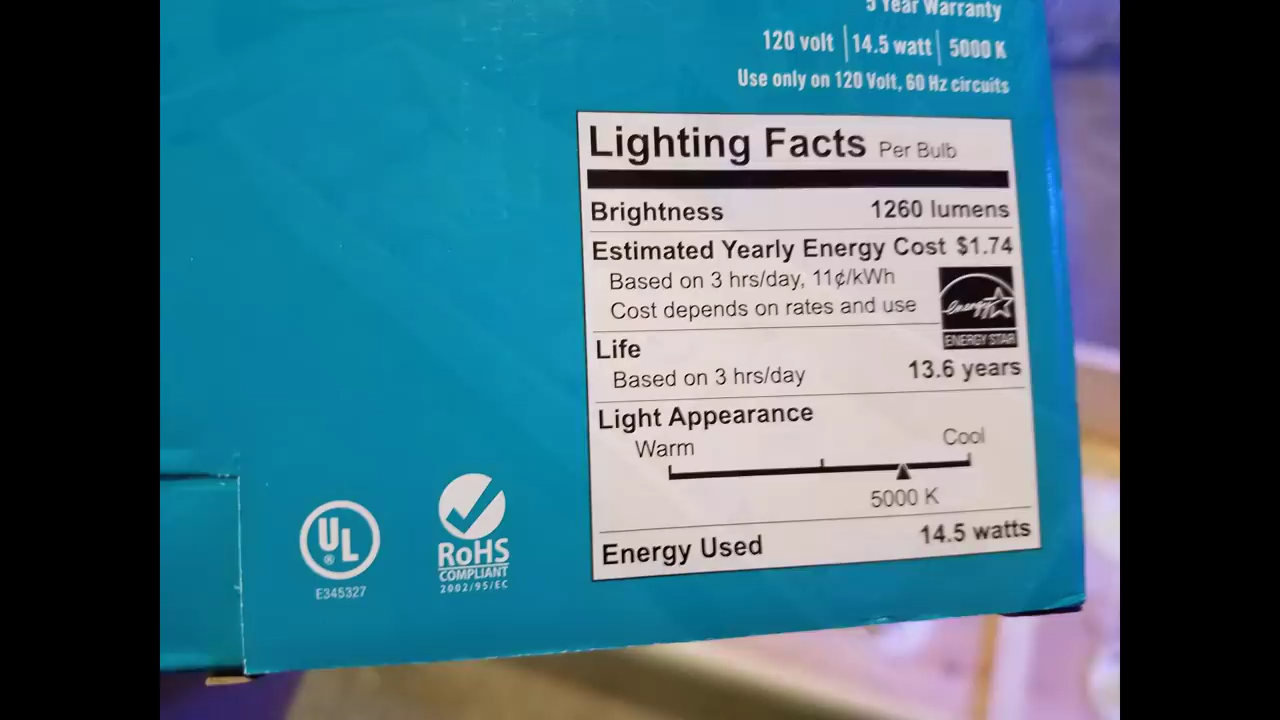 5 Year Warranty
120 volt | 14.5 watt | 5000 K
Use only on 120 Volt, 60 Hz circuits
Lighting Facts Per Bulb
Brightness 1260 lumens
Estimated Yearly Energy Cost $1.74
Based on 3 hrs/day, 11¢/kWh
Cost depends on rates and use
energy
ENERGY STAR
Life
Based on 3 hrs/day 13.6 years
Light Appearance
Warm Cool
5000 K
Energy Used 14.5 watts
UL
®
E345327
RoHS
COMPLIANT
2002/95/EC